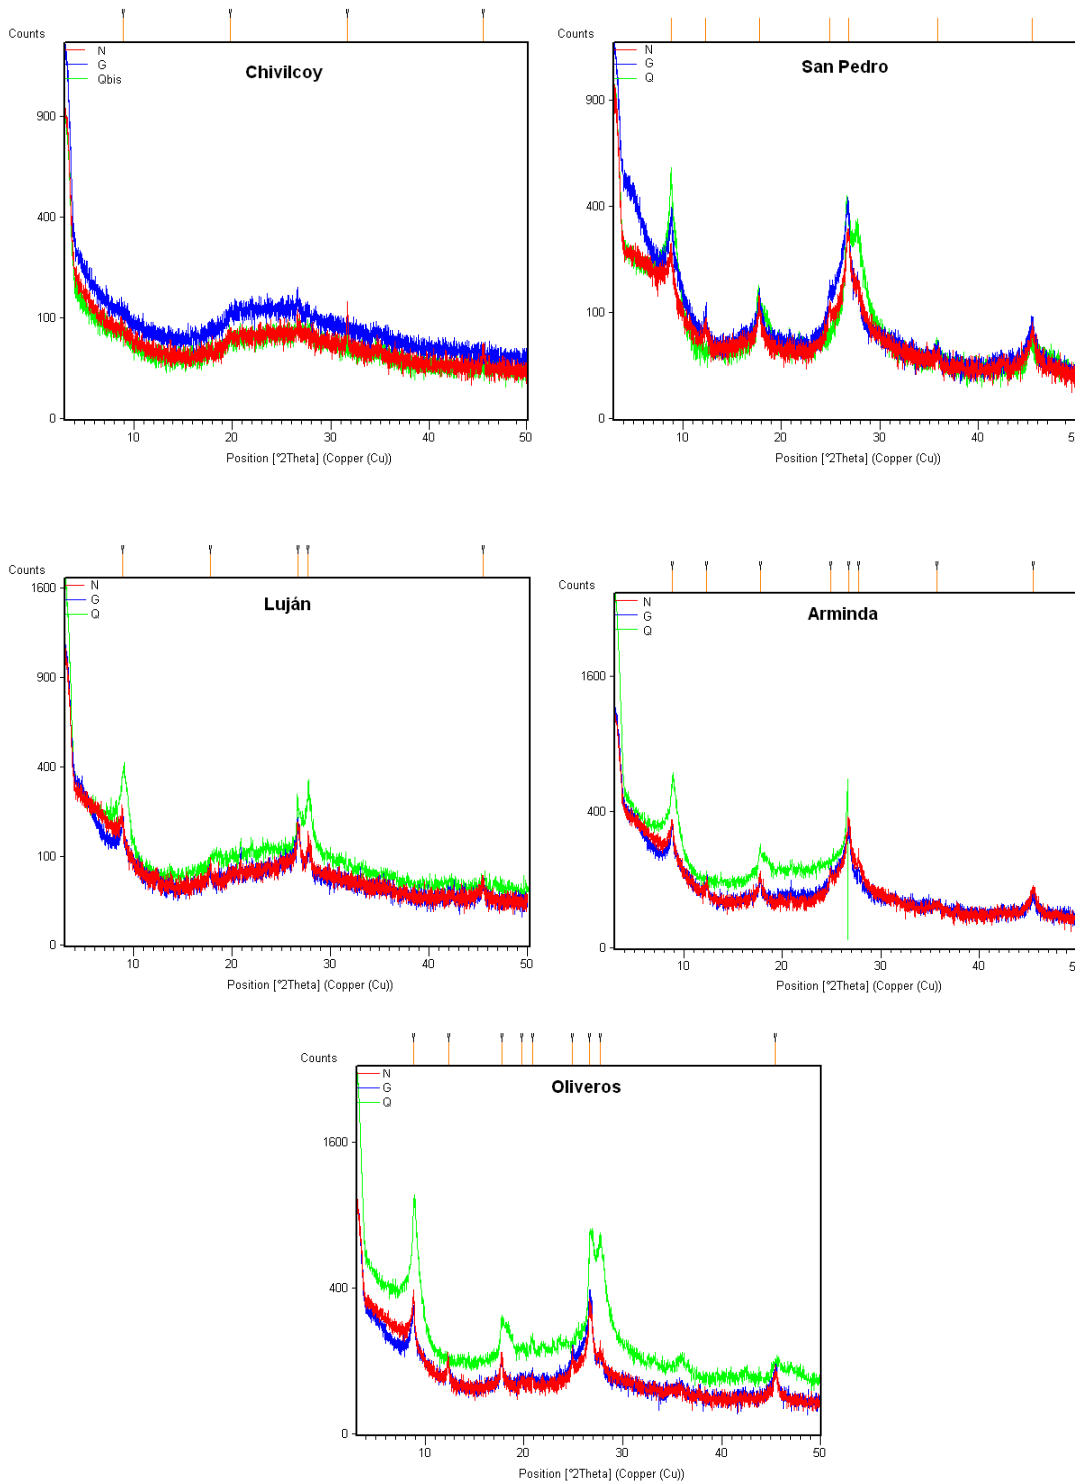 Counts
N
G
Qbis
Chivilcoy
900
400
100
0
10 20 30 40 50
Position [°2Theta] (Copper (Cu))
Counts
N
G
Q
San Pedro
900
400
100
0
10 20 30 40 5
Position [°2Theta] (Copper (Cu))
Counts
1600
N
G
Q
Luján
900
400
100
0
10 20 30 40 50
Position [°2Theta] (Copper (Cu))
Counts
N
G
Q
Arminda
1600
400
0
10 20 30 40 5
Position [°2Theta] (Copper (Cu))
Counts
N
G
Q
Oliveros
1600
400
0
10 20 30 40 50
Position [°2Theta] (Copper (Cu))